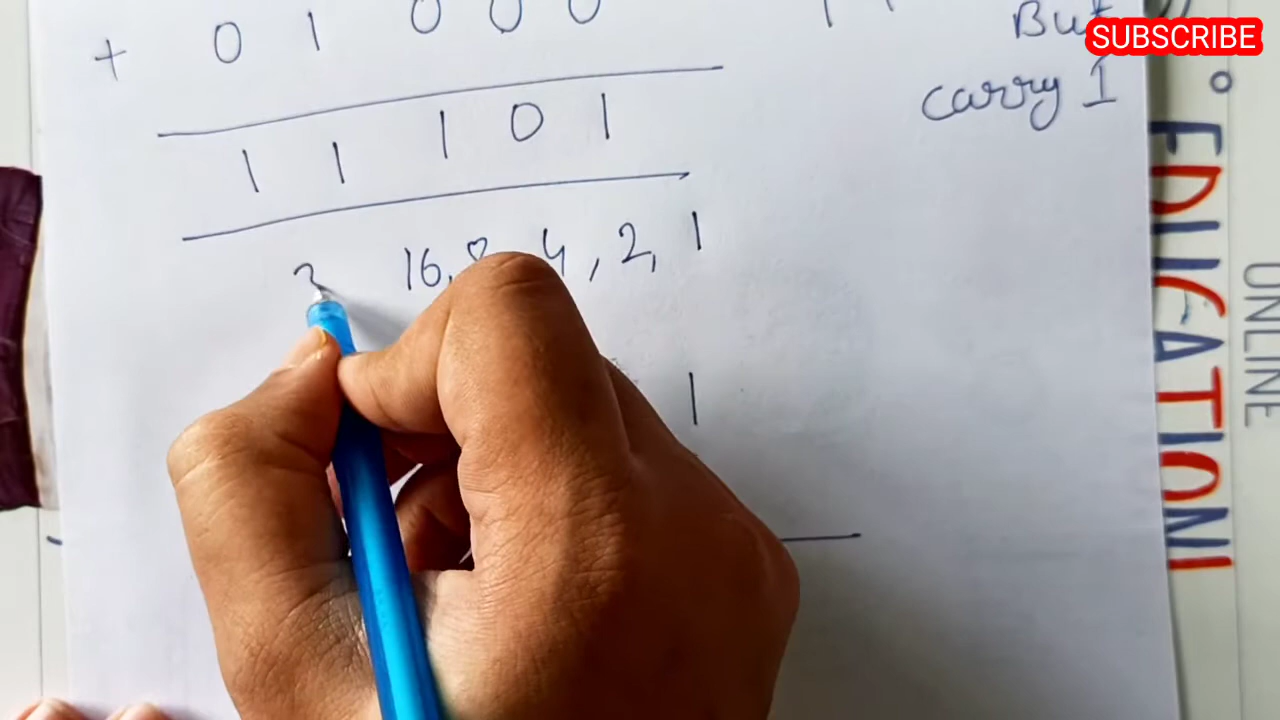 + 0 1 0 0 0
But
SUBSCRIBE
carry 1
1 1 1 0 1
16, 8 4, 2, 1
1
EDUCATION
ONLINE